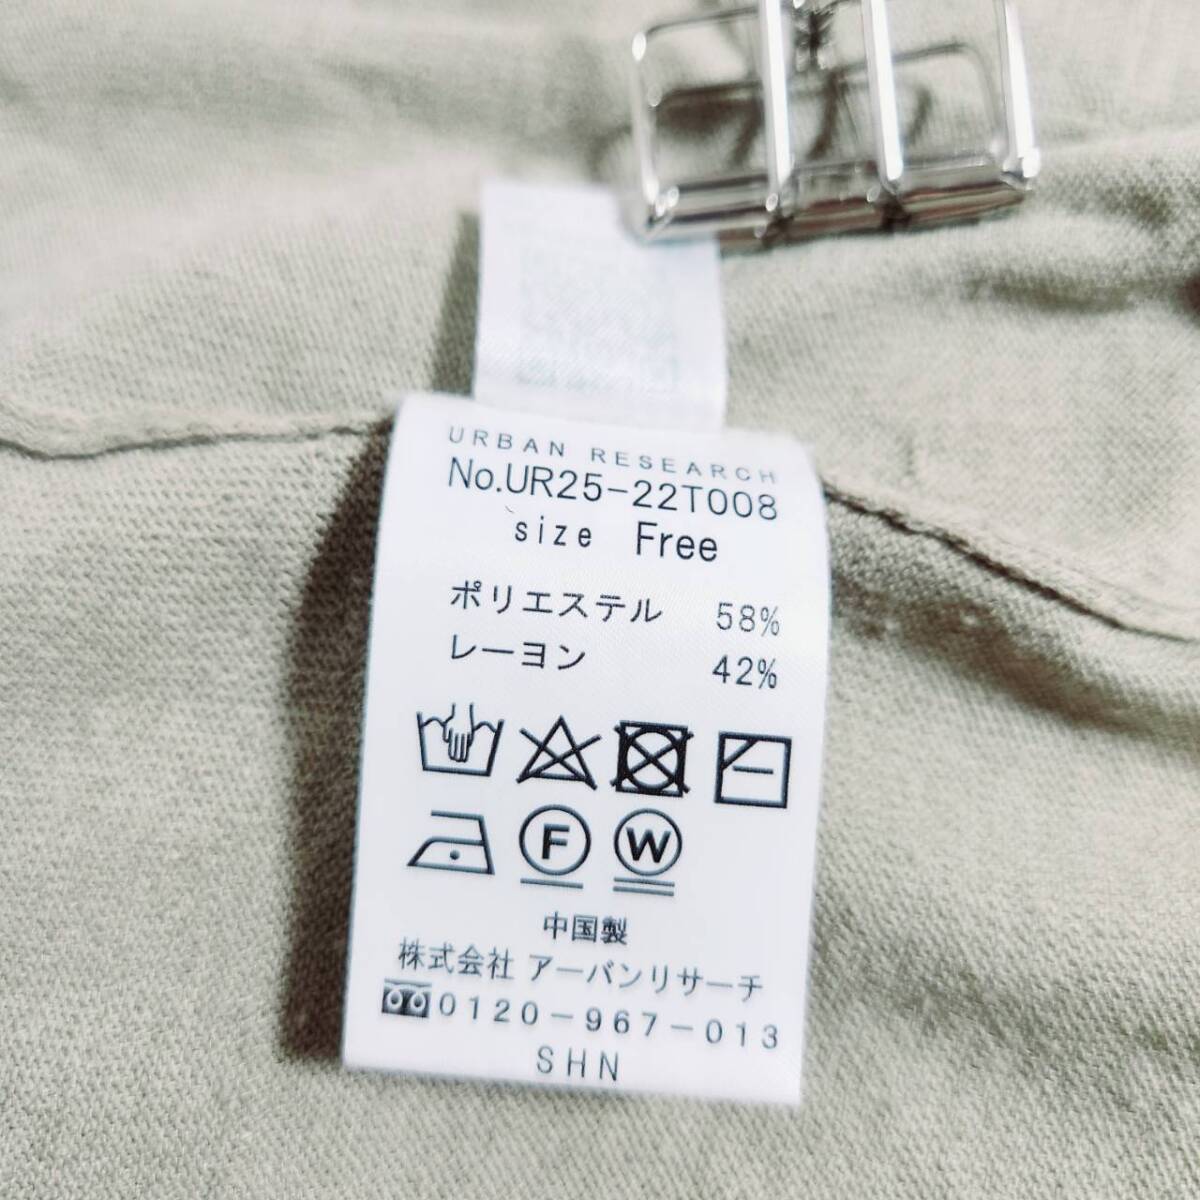 URBAN RESEARCH
No.UR25-22T008
size Free
ポリエステル 58%
レーヨン 42%
F W
中国製
株式会社 アーバンリサーチ
0120-967-013
SHN